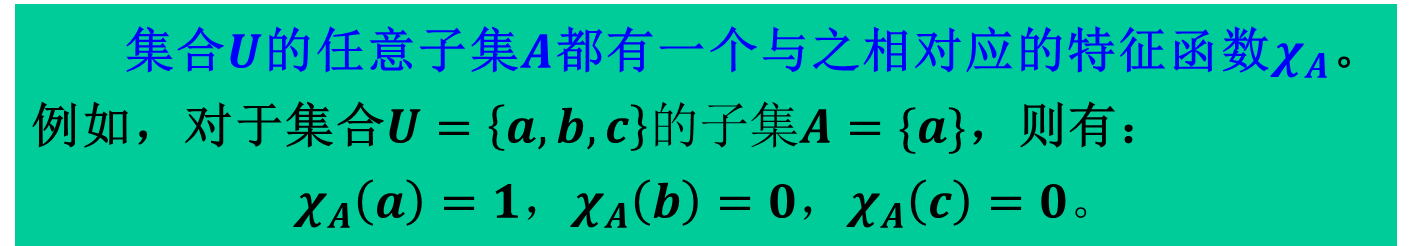 集合U的任意子集A都有一个与之相对应的特征函数χ_A。
例如，对于集合U = {a, b, c}的子集A = {a}，则有：
χ_A(a) = 1，χ_A(b) = 0，χ_A(c) = 0。